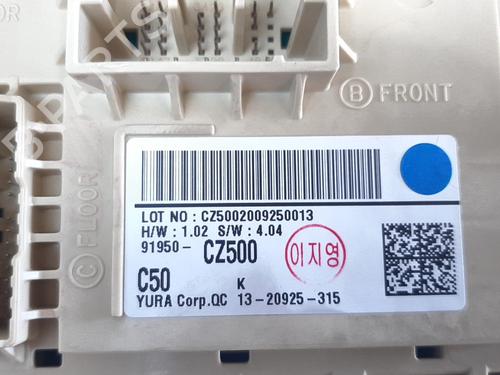 OOR
B FRONT
C FLOOR
LOT NO : CZ5002009250013
H/W : 1.02 S/W : 4.04
91950- CZ500
이지영
C50 K
YURA Corp.QC 13-20925-315